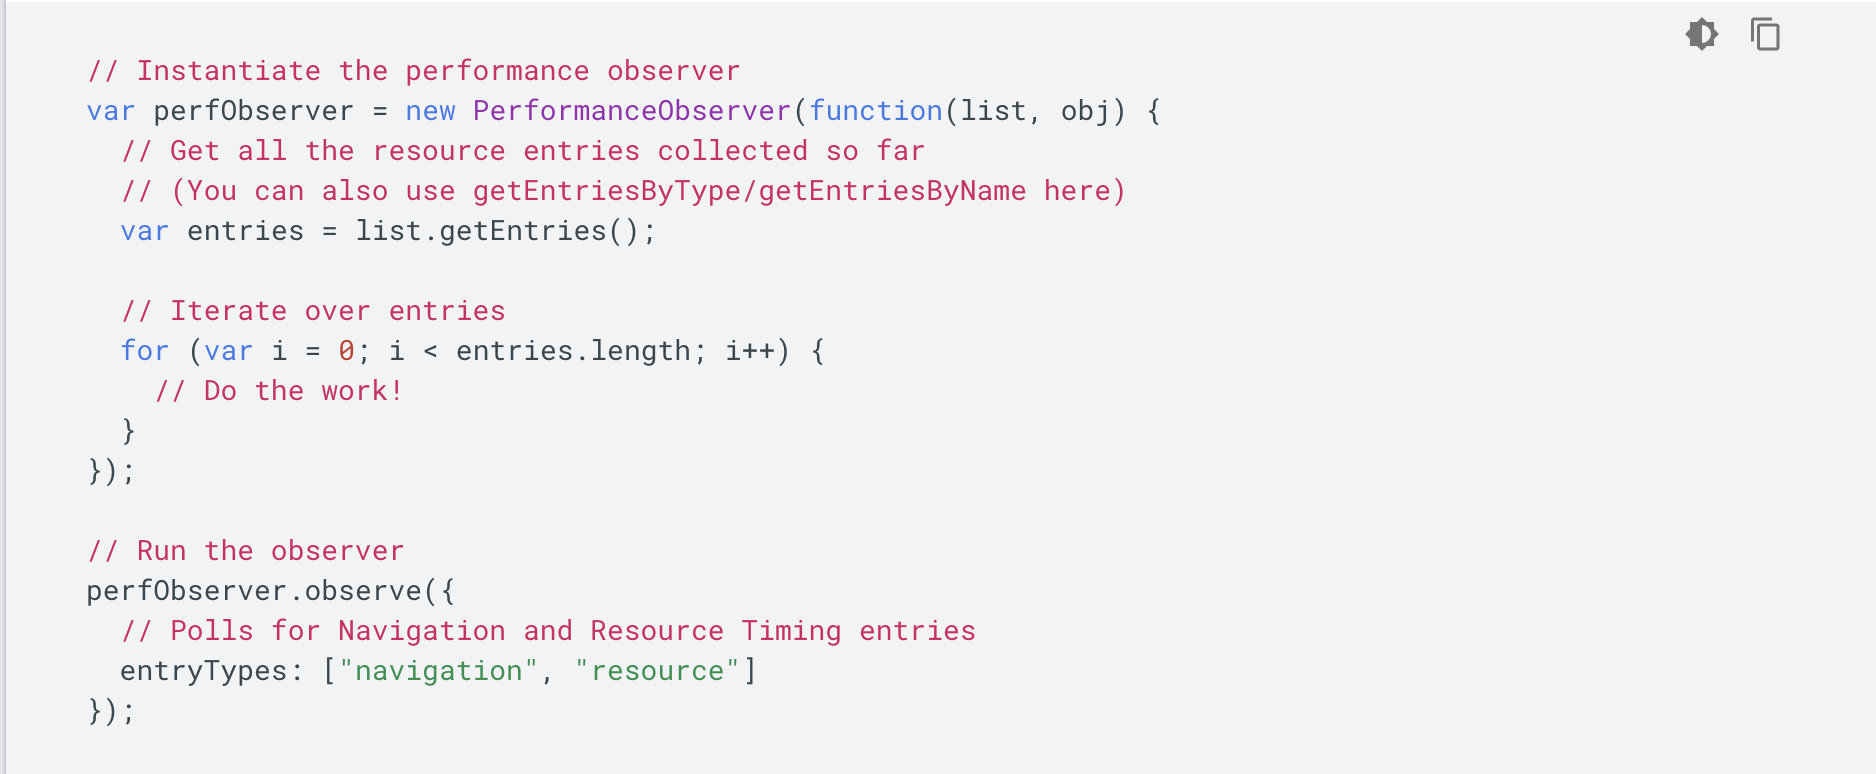 // Instantiate the performance observer
var perfObserver = new PerformanceObserver(function(list, obj) {
  // Get all the resource entries collected so far
  // (You can also use getEntriesByType/getEntriesByName here)
  var entries = list.getEntries();

  // Iterate over entries
  for (var i = 0; i < entries.length; i++) {
    // Do the work!
  }
});

// Run the observer
perfObserver.observe({
  // Polls for Navigation and Resource Timing entries
  entryTypes: ["navigation", "resource"]
});